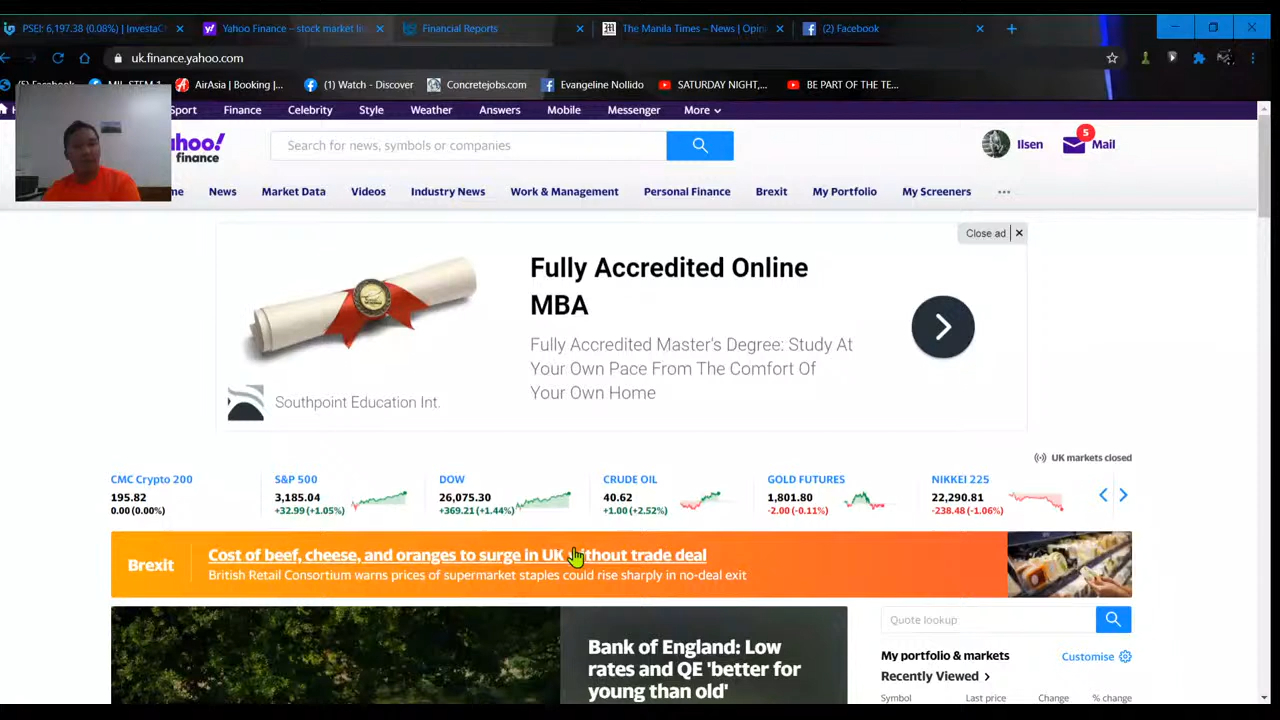 PSEI: 6,197.38 (0.08%) | InvestaG
Yahoo Finance – stock market li
Financial Reports
The Manila Times – News | Opin
(2) Facebook
uk.finance.yahoo.com
(5) Facebook
MIL-STEM 1
AirAsia | Booking |...
(1) Watch - Discover
Concretejobs.com
Evangeline Nollido
SATURDAY NIGHT,...
BE PART OF THE TE...
Sport
Finance
Celebrity
Style
Weather
Answers
Mobile
Messenger
More
ahoo!
finance
Search for news, symbols or companies
Ilsen
5
Mail
me
News
Market Data
Videos
Industry News
Work & Management
Personal Finance
Brexit
My Portfolio
My Screeners
Close ad
Fully Accredited Online
MBA
Fully Accredited Master's Degree: Study At
Your Own Pace From The Comfort Of
Your Own Home
Southpoint Education Int.
UK markets closed
CMC Crypto 200
195.82
0.00 (0.00%)
S&P 500
3,185.04
+32.99 (+1.05%)
DOW
26,075.30
+369.21 (+1.44%)
CRUDE OIL
40.62
+1.00 (+2.52%)
GOLD FUTURES
1,801.80
-2.00 (-0.11%)
NIKKEI 225
22,290.81
-238.48 (-1.06%)
Brexit
Cost of beef, cheese, and oranges to surge in UK without trade deal
British Retail Consortium warns prices of supermarket staples could rise sharply in no-deal exit
Bank of England: Low
rates and QE 'better for
young than old'
Quote lookup
My portfolio & markets
Customise
Recently Viewed
Symbol
Last price
Change
% change